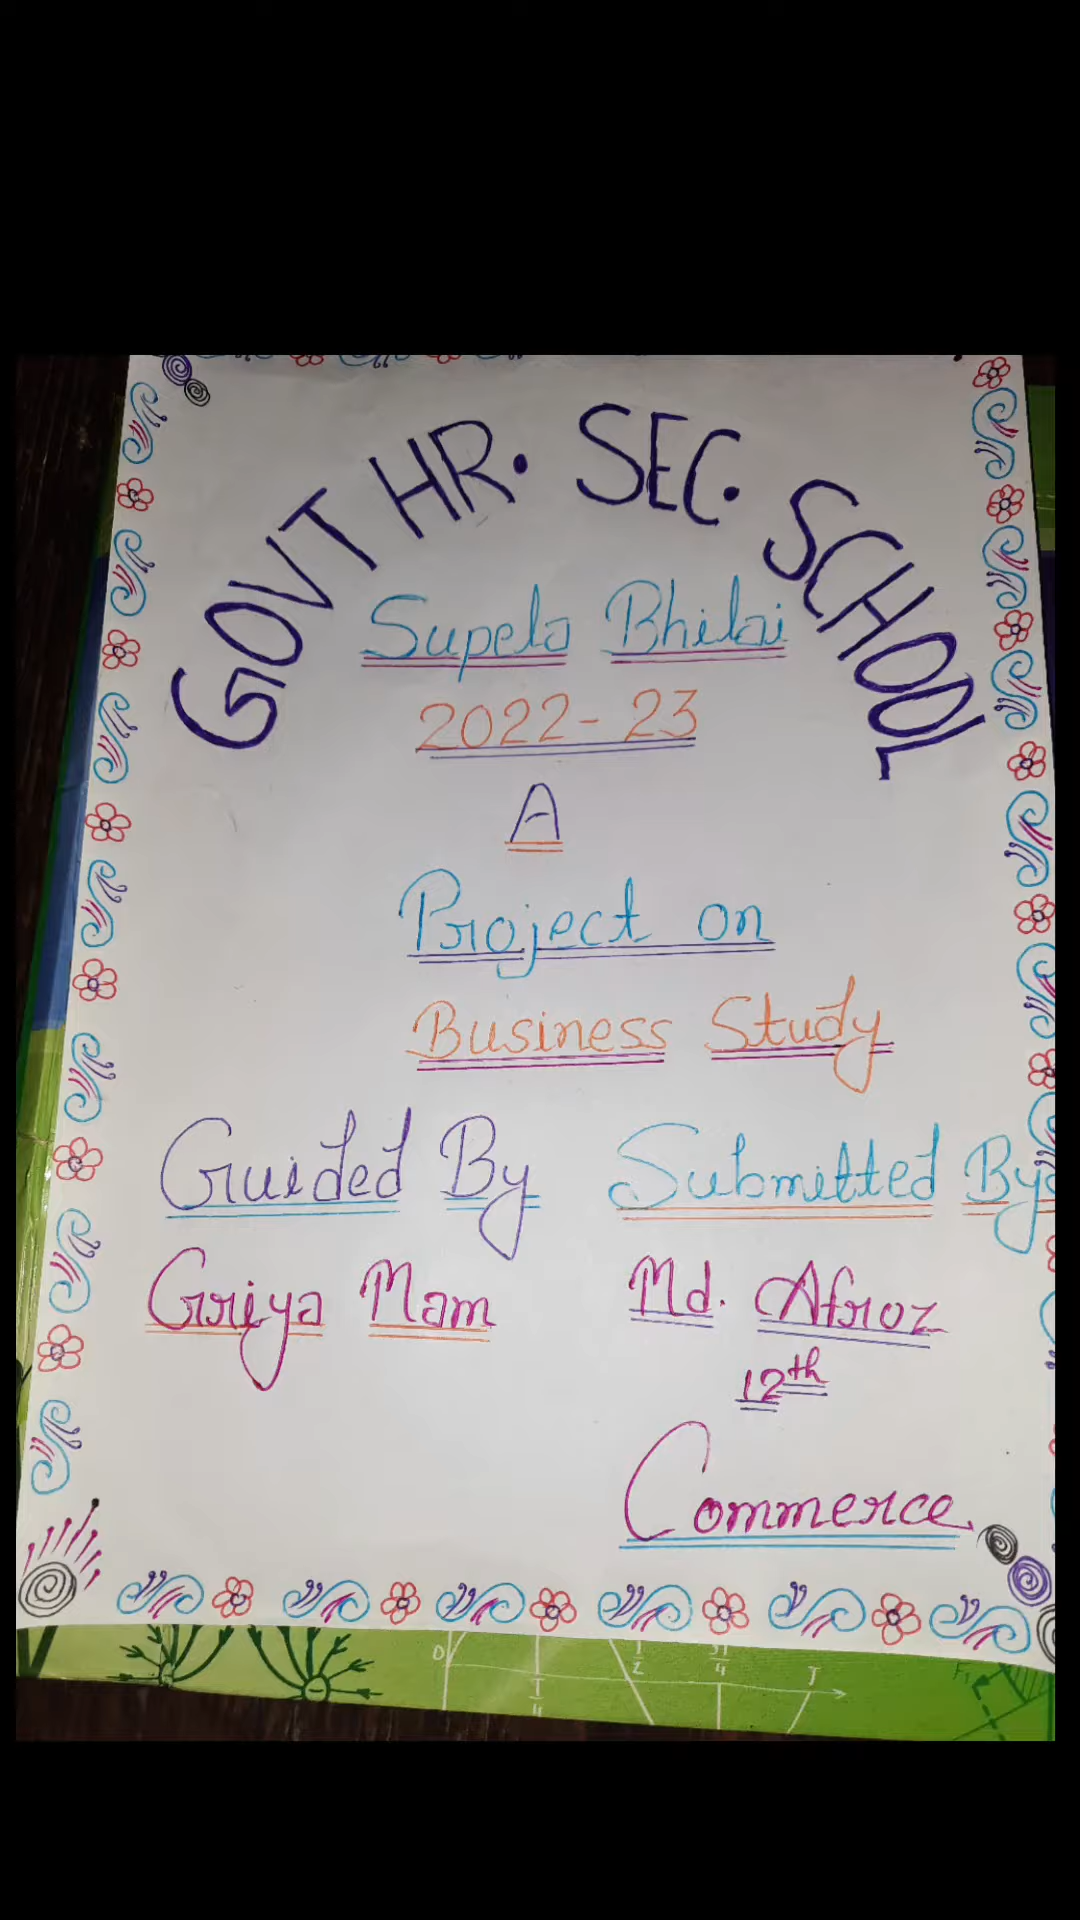 GOVT HR. SEC. SCHOOL
Supela Bhilai
2022-23
A
Project on
Business Study
Guided By
Submitted By
Griya Mam
Md. Afroz
12th
Commerce